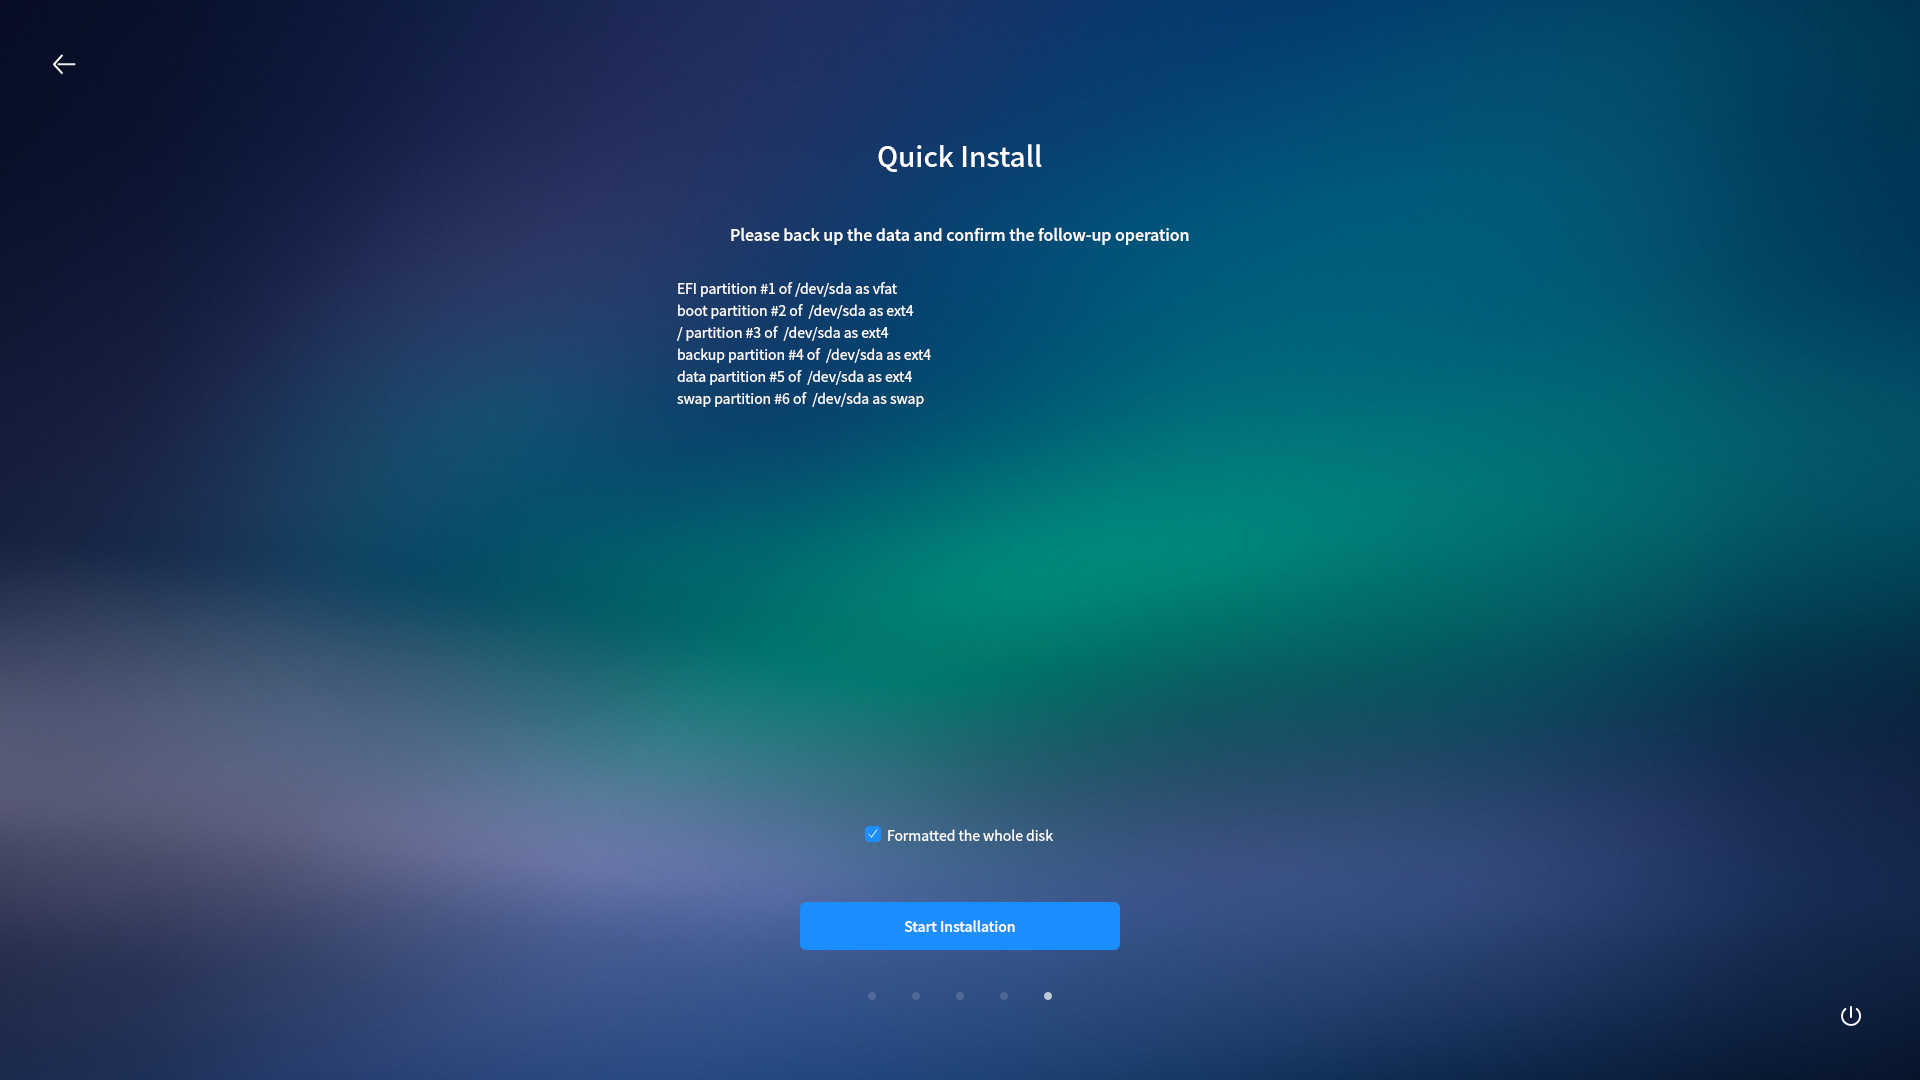 Quick Install
Please back up the data and confirm the follow-up operation
EFI partition #1 of /dev/sda as vfat
boot partition #2 of  /dev/sda as ext4
/ partition #3 of  /dev/sda as ext4
backup partition #4 of  /dev/sda as ext4
data partition #5 of  /dev/sda as ext4
swap partition #6 of  /dev/sda as swap
Formatted the whole disk
Start Installation